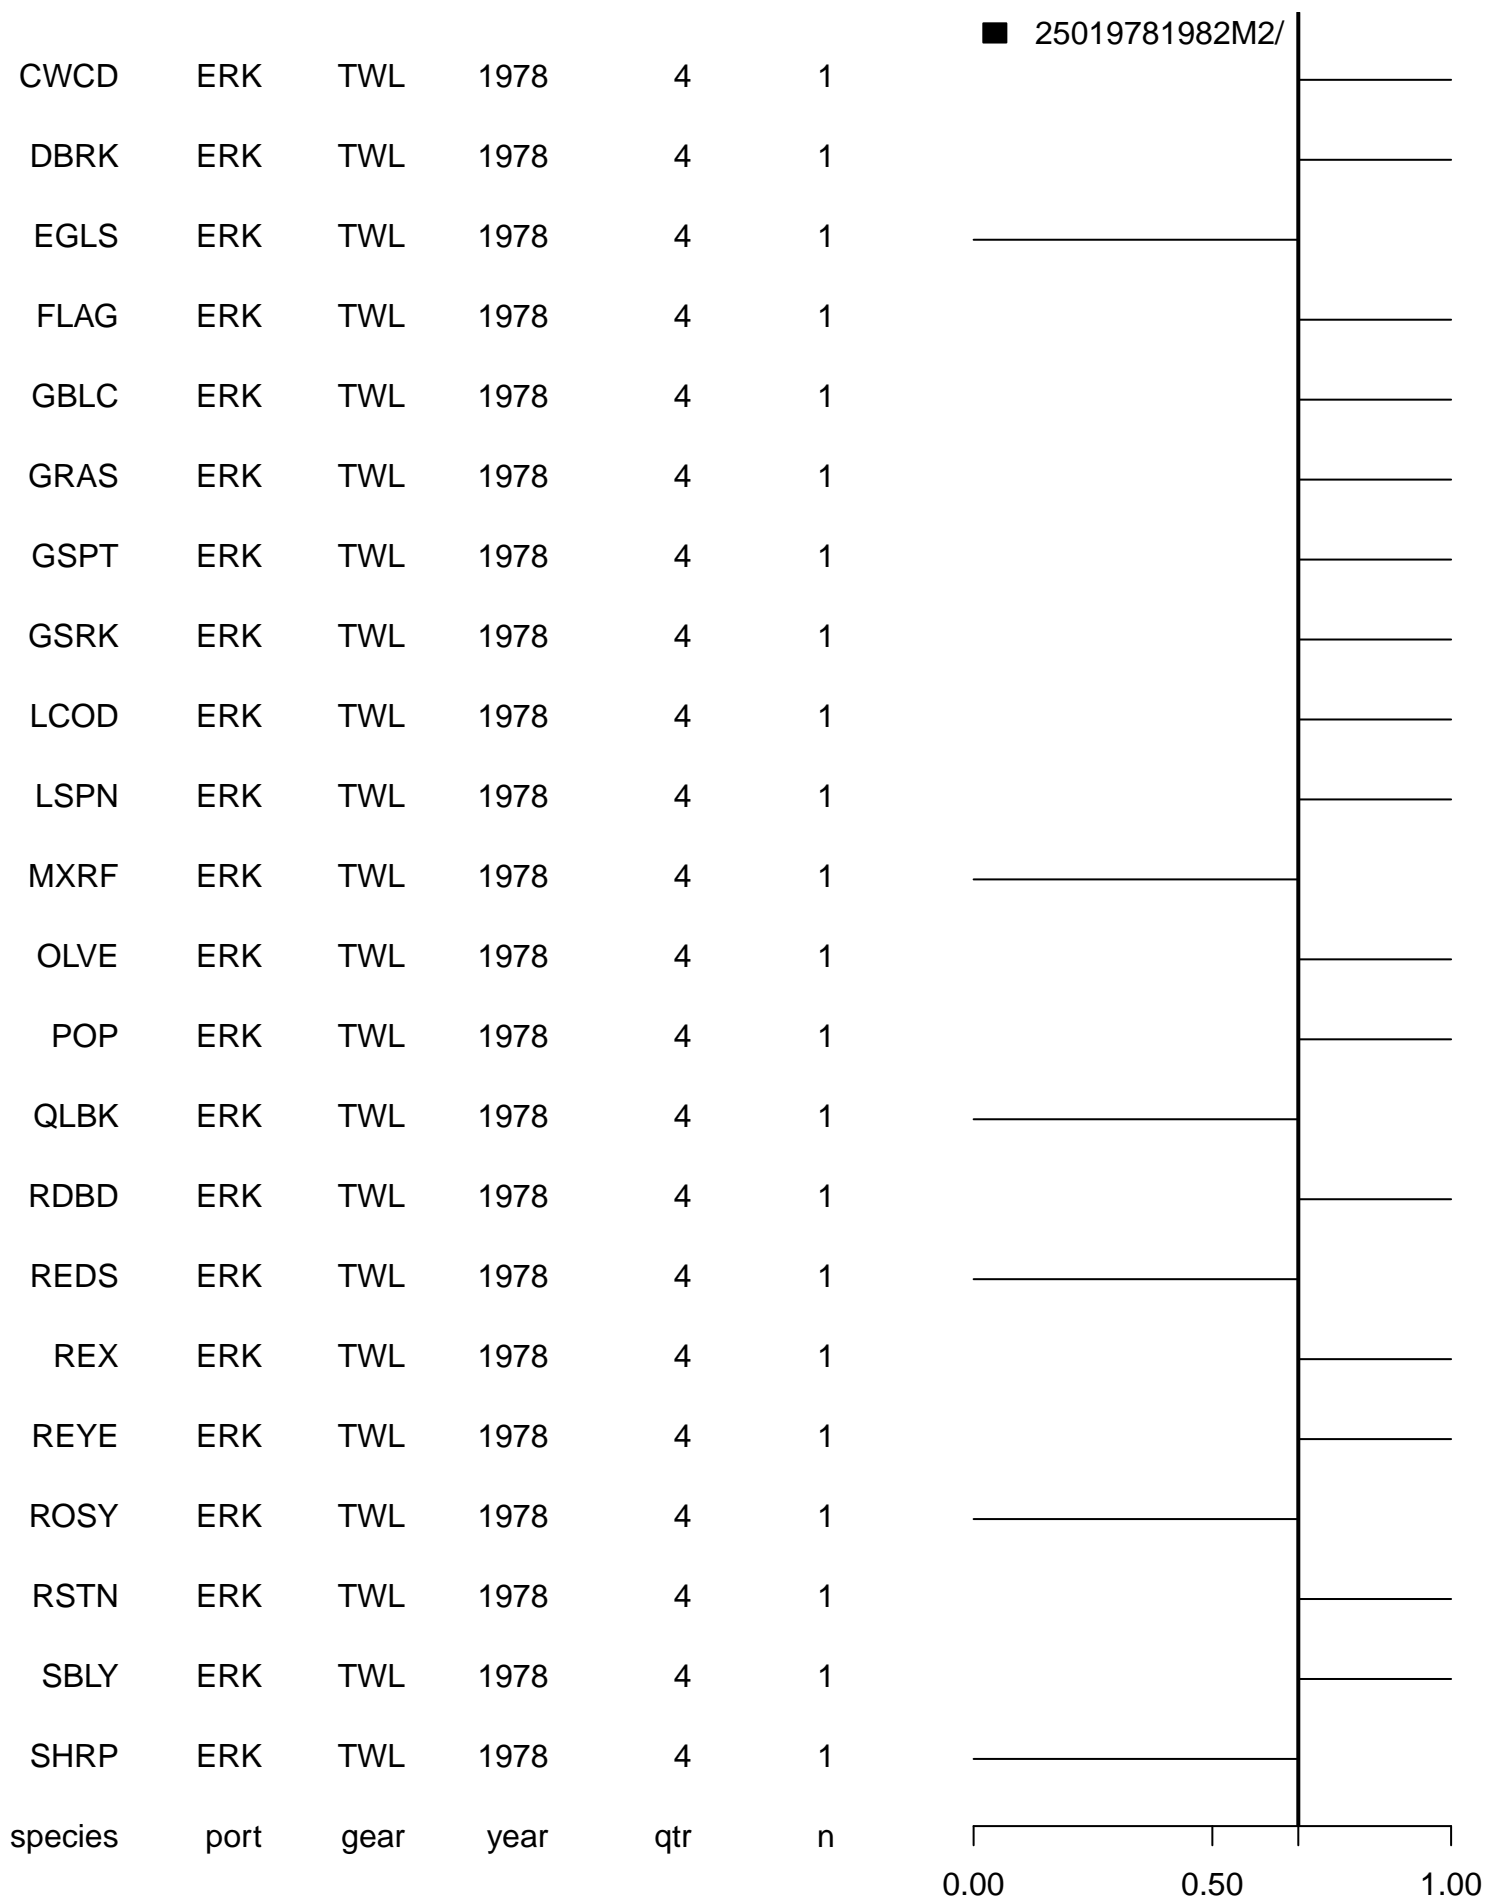 25019781982M2/
CWCD ERK TWL 1978 4 1
DBRK ERK TWL 1978 4 1
EGLS ERK TWL 1978 4 1
FLAG ERK TWL 1978 4 1
GBLC ERK TWL 1978 4 1
GRAS ERK TWL 1978 4 1
GSPT ERK TWL 1978 4 1
GSRK ERK TWL 1978 4 1
LCOD ERK TWL 1978 4 1
LSPN ERK TWL 1978 4 1
MXRF ERK TWL 1978 4 1
OLVE ERK TWL 1978 4 1
POP ERK TWL 1978 4 1
QLBK ERK TWL 1978 4 1
RDBD ERK TWL 1978 4 1
REDS ERK TWL 1978 4 1
REX ERK TWL 1978 4 1
REYE ERK TWL 1978 4 1
ROSY ERK TWL 1978 4 1
RSTN ERK TWL 1978 4 1
SBLY ERK TWL 1978 4 1
SHRP ERK TWL 1978 4 1
species port gear year qtr n
0.00 0.50 1.00